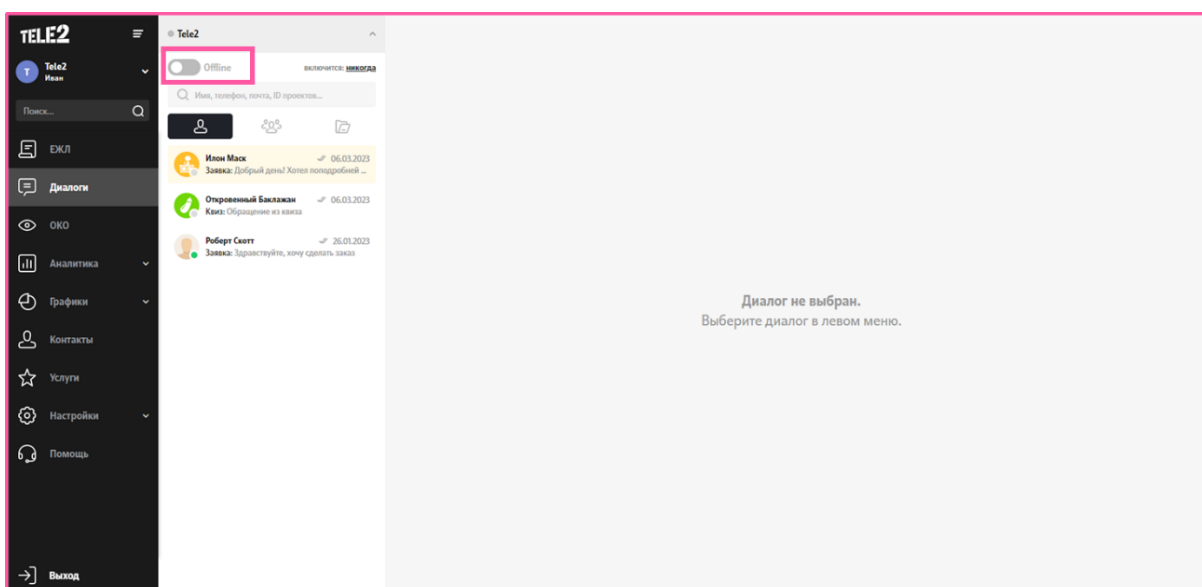 TELE2
T
Tele2
Иван
Поиск...
ЕЖЛ
Диалоги
ОКО
Аналитика
Графики
Контакты
Услуги
Настройки
Помощь
Выход
Tele2
Offline
включится: никогда
Имя, телефон, почта, ID проектов...
Илон Маск 06.03.2023
Заявка: Добрый день! Хотел поподробней ...
Откровенный Баклажан 06.03.2023
Квиз: Обращение из квиза
Роберт Скотт 26.01.2023
Заявка: Здравствуйте, хочу сделать заказ
Диалог не выбран.
Выберите диалог в левом меню.